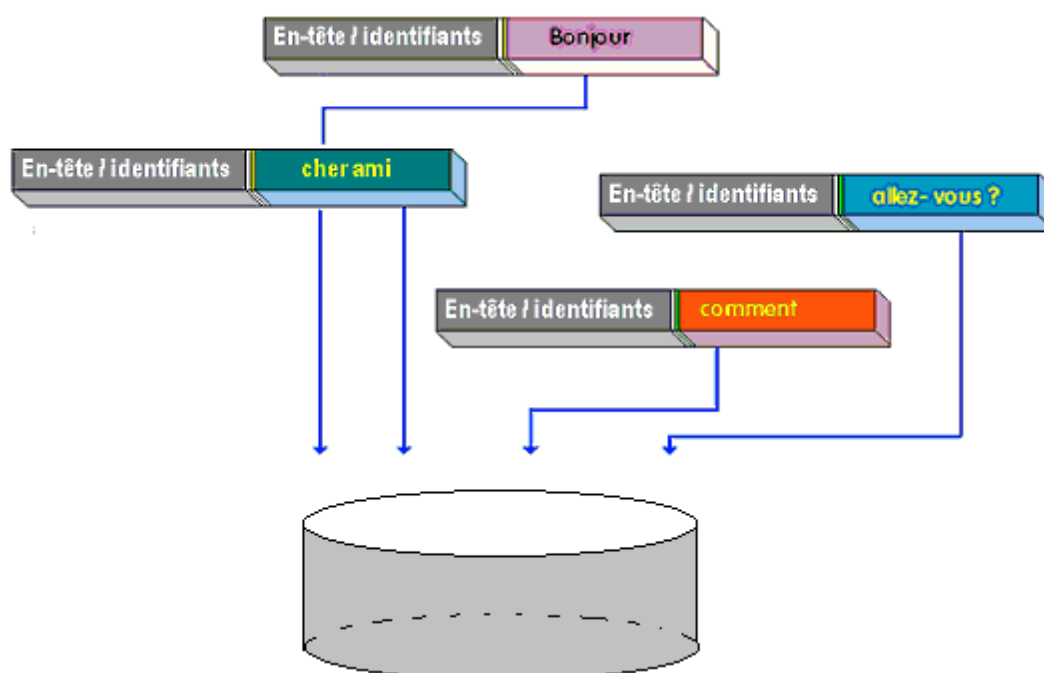 En-tête / identifiants Bonjour
En-tête / identifiants cher ami
En-tête / identifiants allez- vous ?
En-tête / identifiants comment